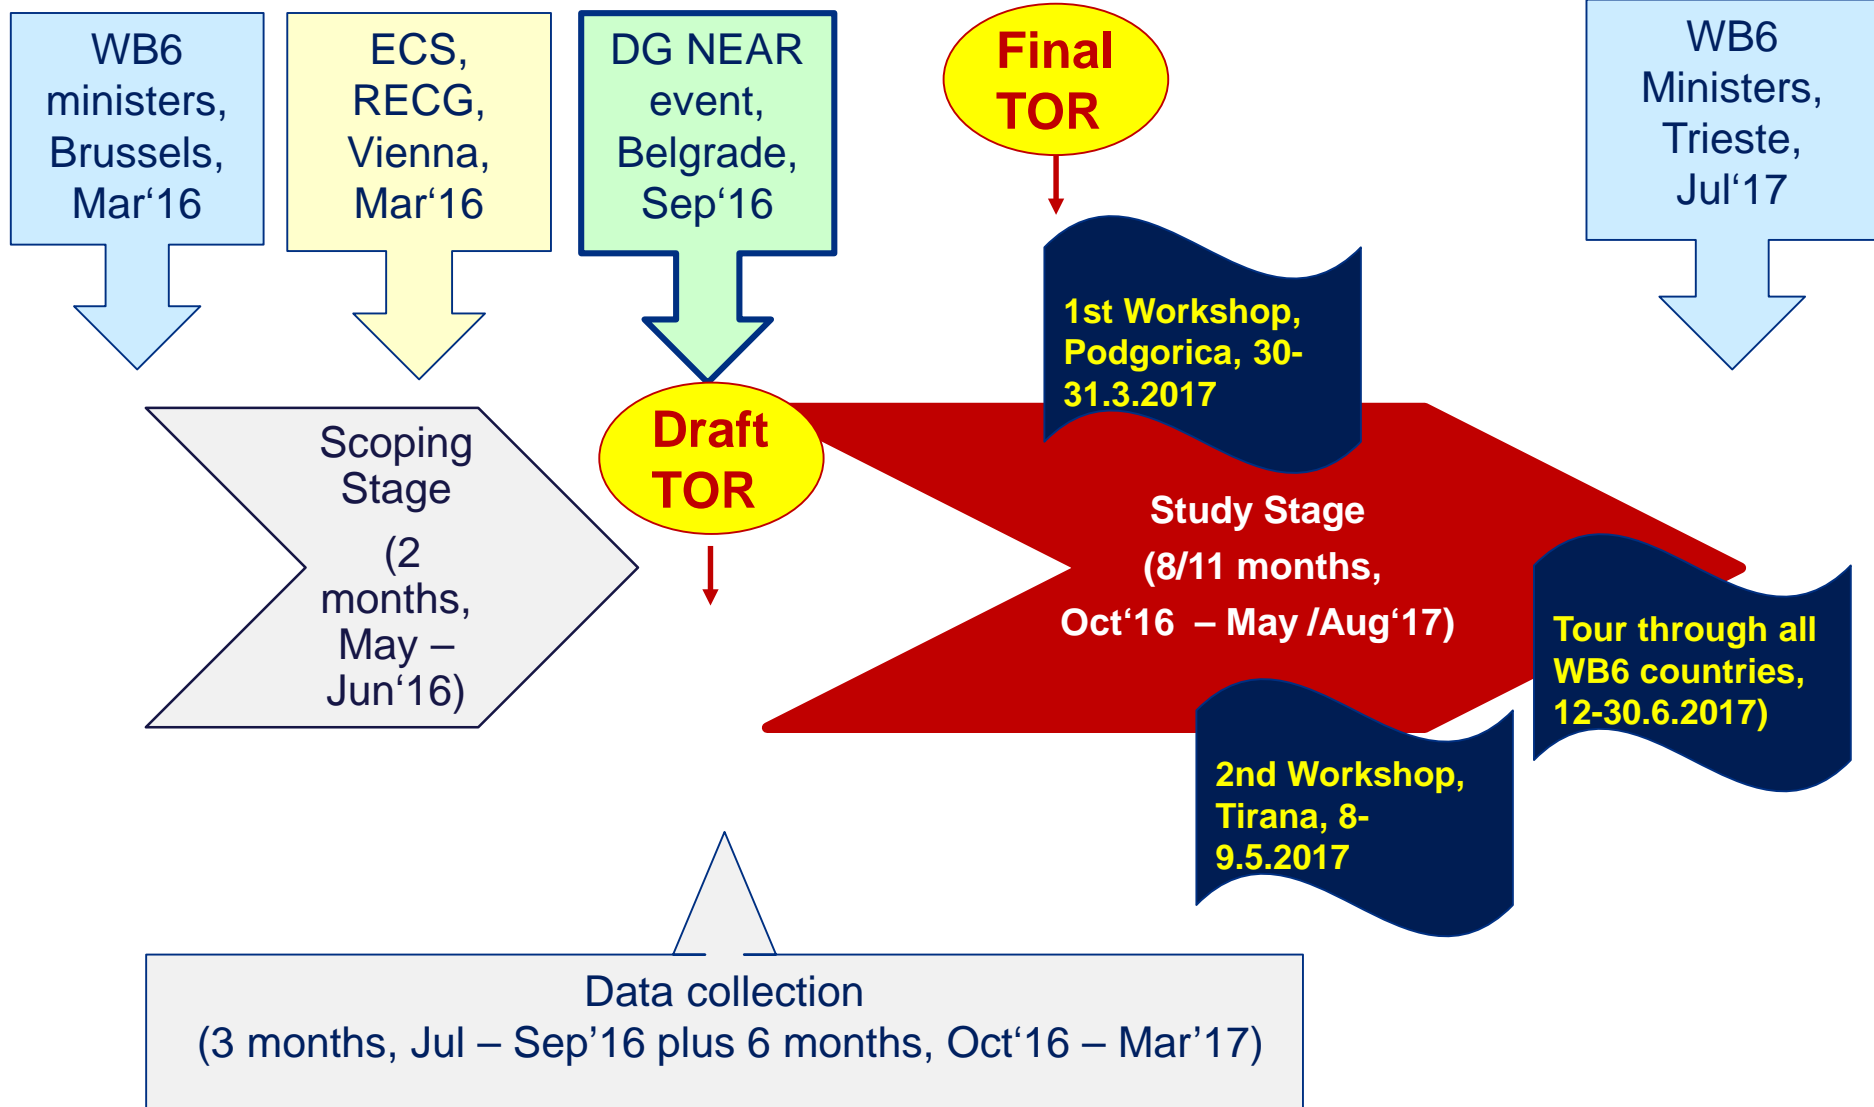 WB6
ministers,
Brussels,
Mar‘16
ECS,
RECG,
Vienna,
Mar‘16
DG NEAR
event,
Belgrade,
Sep‘16
Final
TOR
WB6
Ministers,
Trieste,
Jul‘17
1st Workshop,
Podgorica, 30-
31.3.2017
Scoping
Stage
(2
months,
May –
Jun‘16)
Draft
TOR
Study Stage
(8/11 months,
Oct‘16 – May /Aug‘17)
Tour through all
WB6 countries,
12-30.6.2017)
2nd Workshop,
Tirana, 8-
9.5.2017
Data collection
(3 months, Jul – Sep’16 plus 6 months, Oct‘16 – Mar’17)